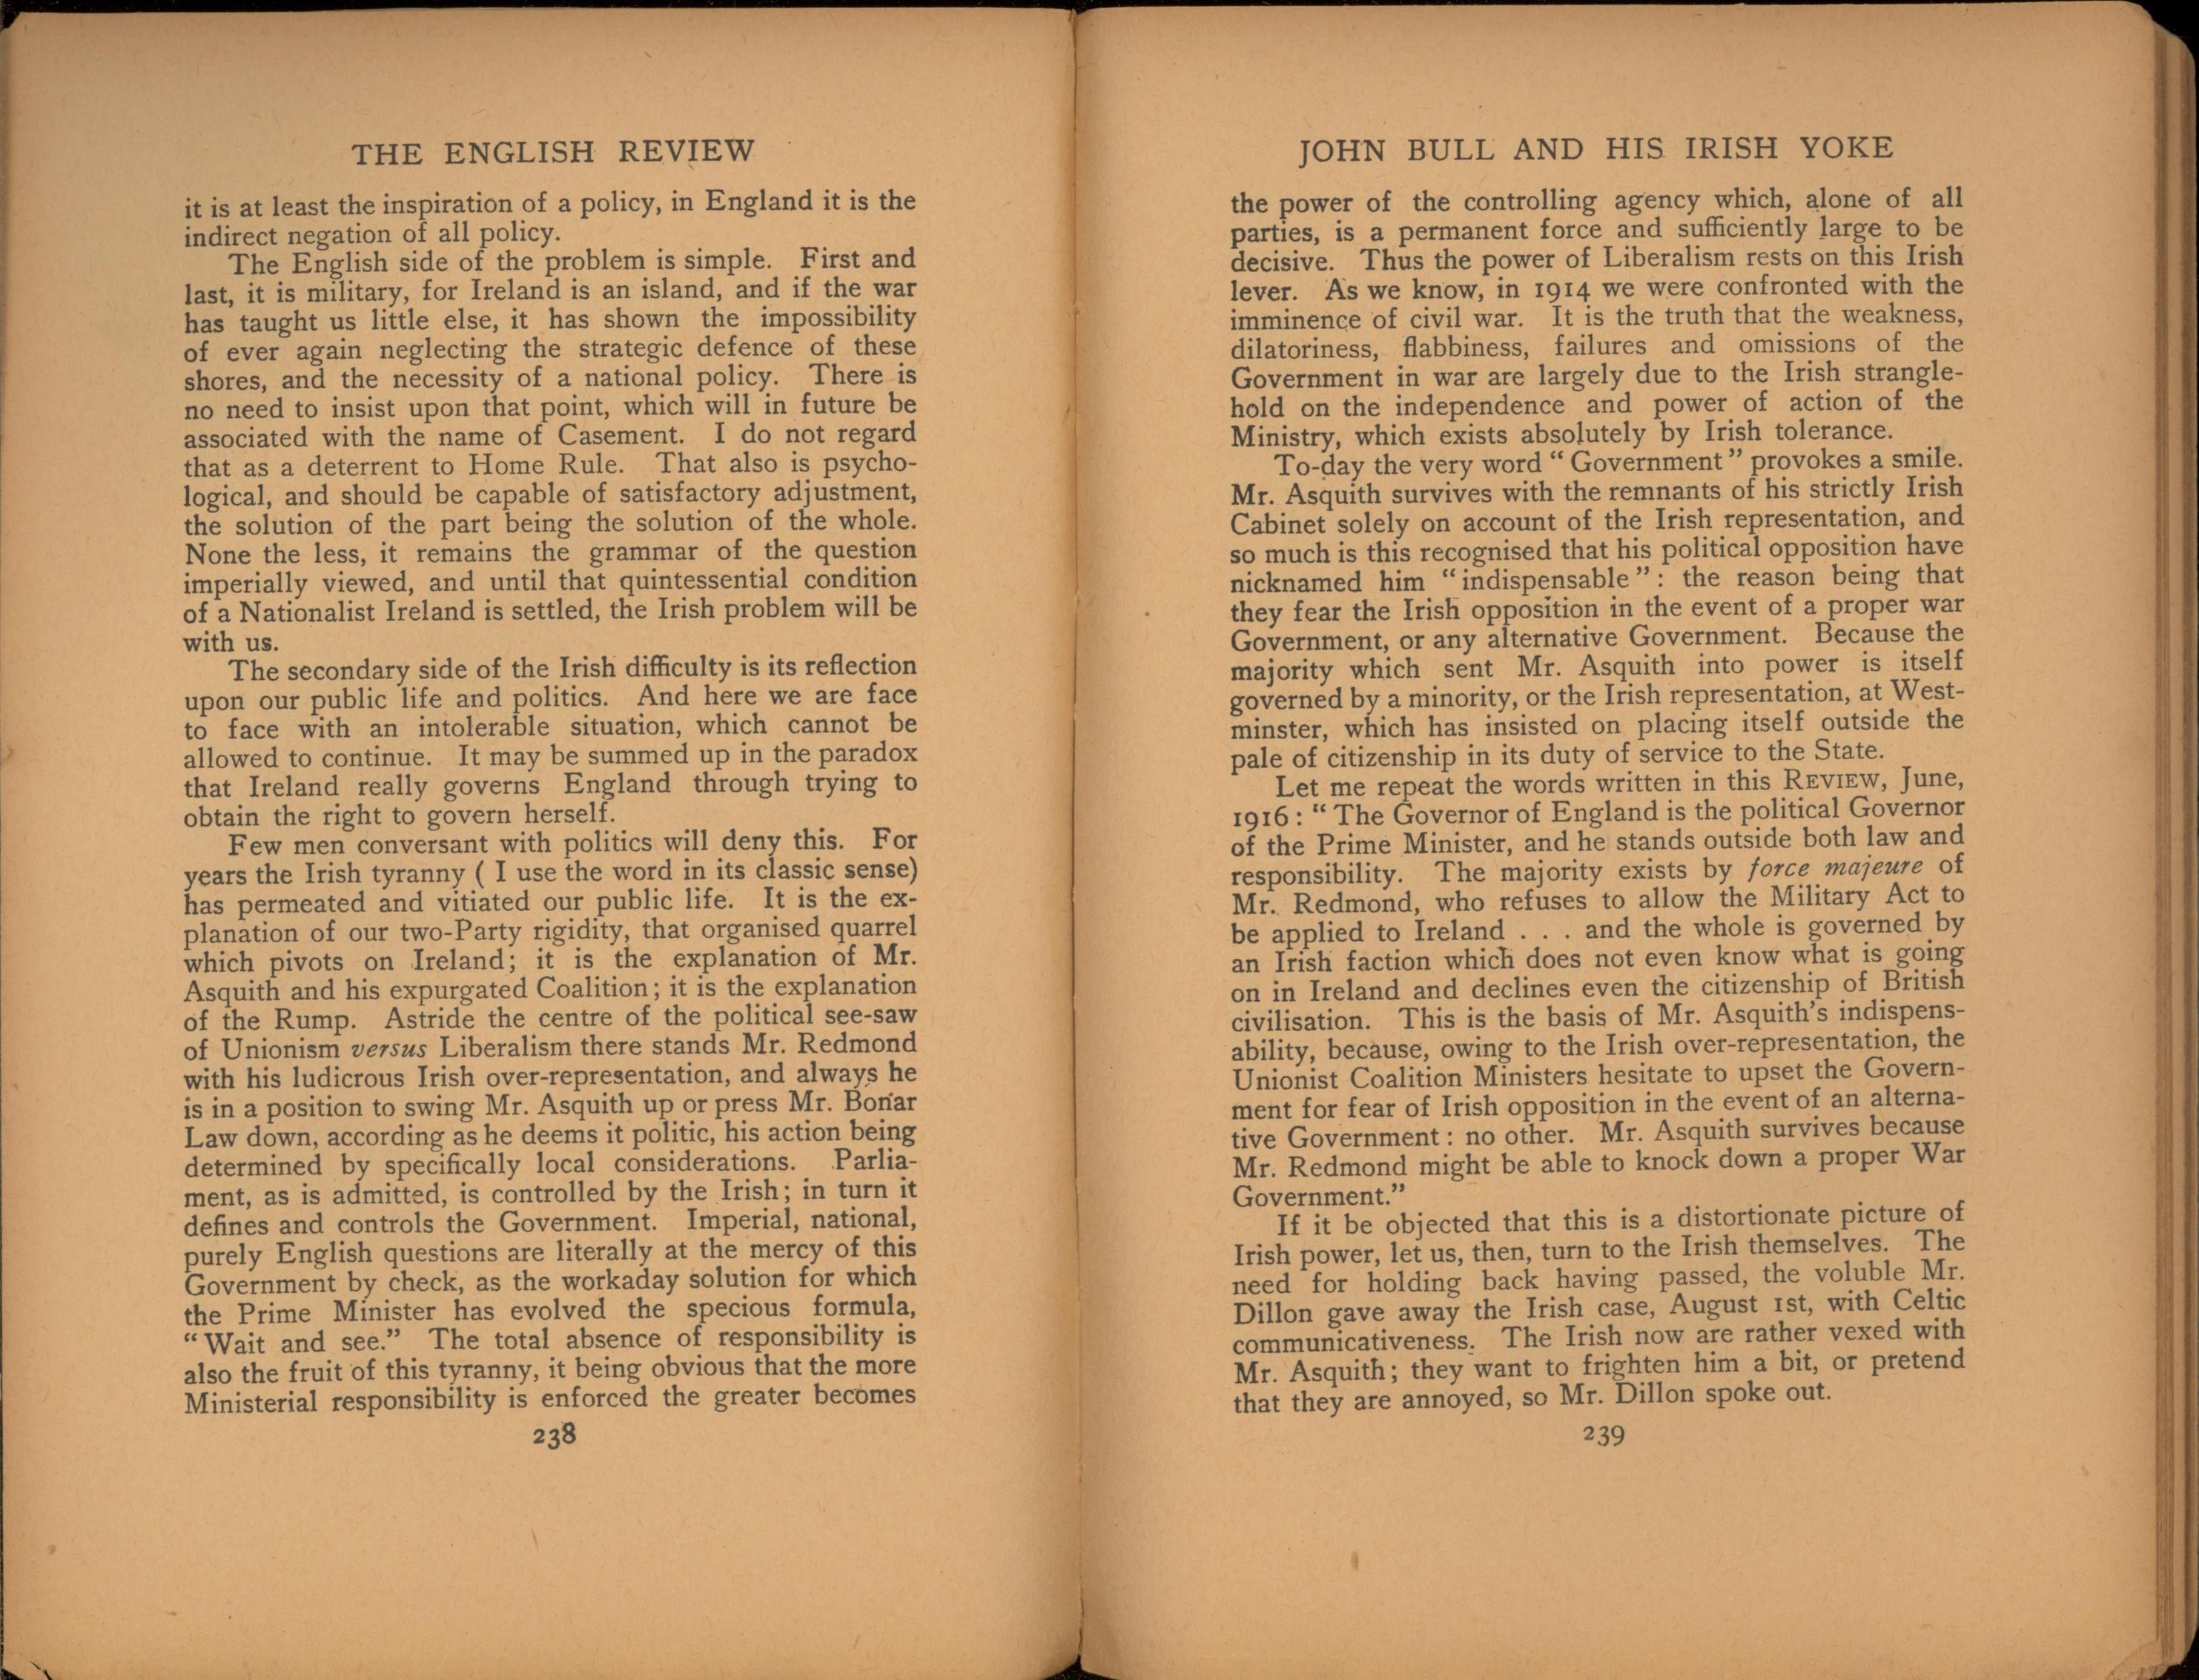 THE ENGLISH REVIEW
it is at least the inspiration of a policy, in England it is the
indirect negation of all policy.
The English side of the problem is simple. First and
last, it is military, for Ireland is an island, and if the war
has taught us little else, it has shown the impossibility
of ever again neglecting the strategic defence of these
shores, and the necessity of a national policy. There is
no need to insist upon that point, which will in future be
associated with the name of Casement. I do not regard
that as a deterrent to Home Rule. That also is psycho-
logical, and should be capable of satisfactory adjustment,
the solution of the part being the solution of the whole.
None the less, it remains the grammar of the question
imperially viewed, and until that quintessential condition
of a Nationalist Ireland is settled, the Irish problem will be
with us.
The secondary side of the Irish difficulty is its reflection
upon our public life and politics. And here we are face
to face with an intolerable situation, which cannot be
allowed to continue. It may be summed up in the paradox
that Ireland really governs England through trying to
obtain the right to govern herself.
Few men conversant with politics will deny this. For
years the Irish tyranny ( I use the word in its classic sense)
has permeated and vitiated our public life. It is the ex-
planation of our two-Party rigidity, that organised quarrel
which pivots on Ireland; it is the explanation of Mr.
Asquith and his expurgated Coalition; it is the explanation
of the Rump. Astride the centre of the political see-saw
of Unionism versus Liberalism there stands Mr. Redmond
with his ludicrous Irish over-representation, and always he
is in a position to swing Mr. Asquith up or press Mr. Bonar
Law down, according as he deems it politic, his action being
determined by specifically local considerations. Parlia-
ment, as is admitted, is controlled by the Irish; in turn it
defines and controls the Government. Imperial, national,
purely English questions are literally at the mercy of this
Government by check, as the workaday solution for which
the Prime Minister has evolved the specious formula,
"Wait and see." The total absence of responsibility is
also the fruit of this tyranny, it being obvious that the more
Ministerial responsibility is enforced the greater becomes
238
JOHN BULL AND HIS IRISH YOKE
the power of the controlling agency which, alone of all
parties, is a permanent force and sufficiently large to be
decisive. Thus the power of Liberalism rests on this Irish
lever. As we know, in 1914 we were confronted with the
imminence of civil war. It is the truth that the weakness,
dilatoriness, flabbiness, failures and omissions of the
Government in war are largely due to the Irish strangle-
hold on the independence and power of action of the
Ministry, which exists absolutely by Irish tolerance.
To-day the very word "Government" provokes a smile.
Mr. Asquith survives with the remnants of his strictly Irish
Cabinet solely on account of the Irish representation, and
so much is this recognised that his political opposition have
nicknamed him "indispensable": the reason being that
they fear the Irish opposition in the event of a proper war
Government, or any alternative Government. Because the
majority which sent Mr. Asquith into power is itself
governed by a minority, or the Irish representation, at West-
minster, which has insisted on placing itself outside the
pale of citizenship in its duty of service to the State.
Let me repeat the words written in this REVIEW, June,
1916: "The Governor of England is the political Governor
of the Prime Minister, and he stands outside both law and
responsibility. The majority exists by force majeure of
Mr. Redmond, who refuses to allow the Military Act to
be applied to Ireland . . . and the whole is governed by
an Irish faction which does not even know what is going
on in Ireland and declines even the citizenship of British
civilisation. This is the basis of Mr. Asquith's indispens-
ability, because, owing to the Irish over-representation, the
Unionist Coalition Ministers hesitate to upset the Govern-
ment for fear of Irish opposition in the event of an alterna-
tive Government: no other. Mr. Asquith survives because
Mr. Redmond might be able to knock down a proper War
Government."
If it be objected that this is a distortionate picture of
Irish power, let us, then, turn to the Irish themselves. The
need for holding back having passed, the voluble Mr.
Dillon gave away the Irish case, August 1st, with Celtic
communicativeness. The Irish now are rather vexed with
Mr. Asquith; they want to frighten him a bit, or pretend
that they are annoyed, so Mr. Dillon spoke out.
239